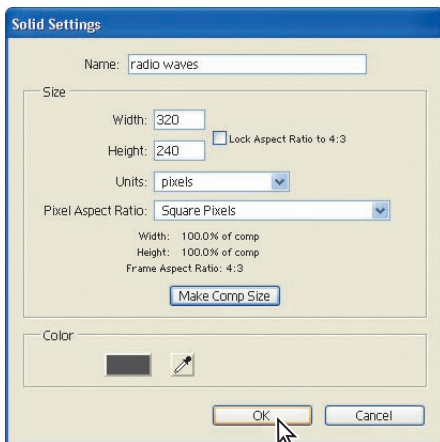 Solid Settings
Name: radio waves
Size
Width: 320
Lock Aspect Ratio to 4:3
Height: 240
Units: pixels
Pixel Aspect Ratio: Square Pixels
Width: 100.0% of comp
Height: 100.0% of comp
Frame Aspect Ratio: 4:3
Make Comp Size
Color
OK Cancel